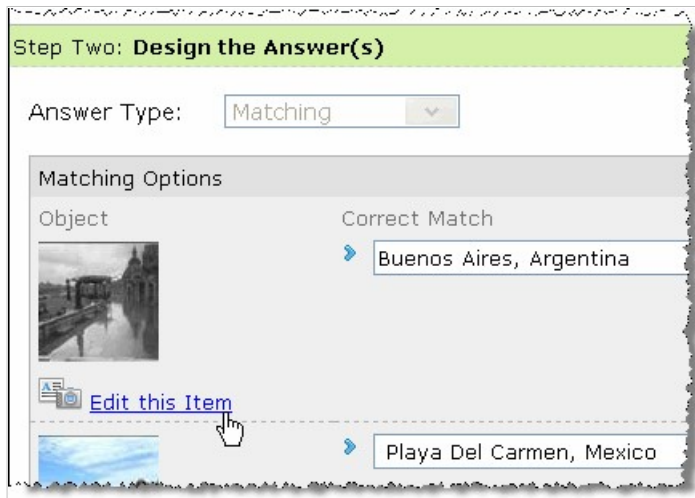 Step Two: Design the Answer(s)
Answer Type: Matching
Matching Options
Object Correct Match
Buenos Aires, Argentina
Edit this Item
Playa Del Carmen, Mexico